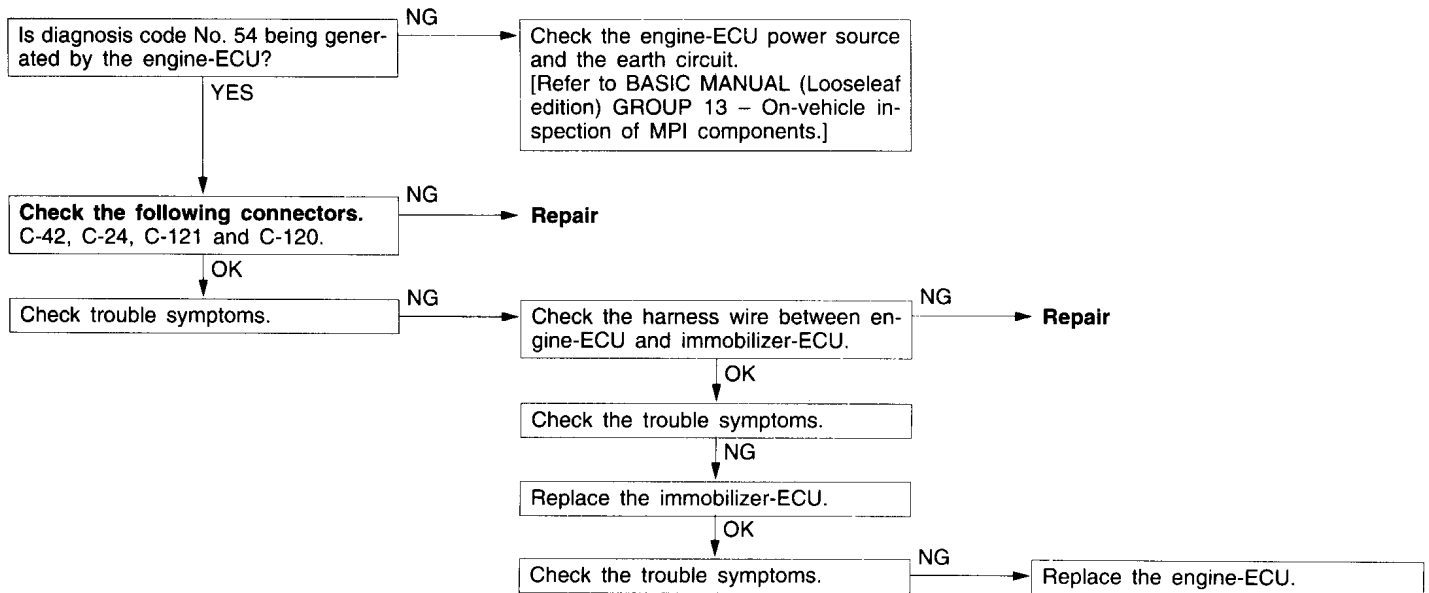 Is diagnosis code No. 54 being gener-
ated by the engine-ECU?
NG
Check the engine-ECU power source
and the earth circuit.
[Refer to BASIC MANUAL (Looseleaf
edition) GROUP 13 – On-vehicle in-
spection of MPI components.]
YES
Check the following connectors.
C-42, C-24, C-121 and C-120.
NG
Repair
OK
Check trouble symptoms.
NG
Check the harness wire between en-
gine-ECU and immobilizer-ECU.
NG
Repair
OK
Check the trouble symptoms.
NG
Replace the immobilizer-ECU.
OK
Check the trouble symptoms.
NG
Replace the engine-ECU.